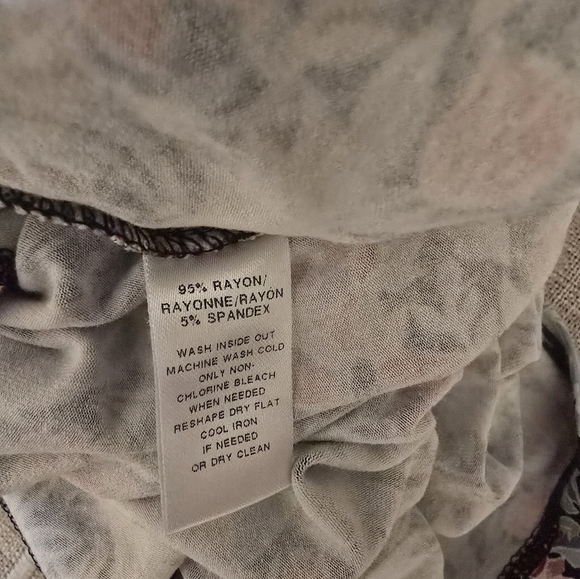 95% RAYON/
RAYONNE/RAYÓN
5% SPANDEX
WASH INSIDE OUT
MACHINE WASH COLD
ONLY NON-
CHLORINE BLEACH
WHEN NEEDED
RESHAPE DRY FLAT
COOL IRON
IF NEEDED
OR DRY CLEAN